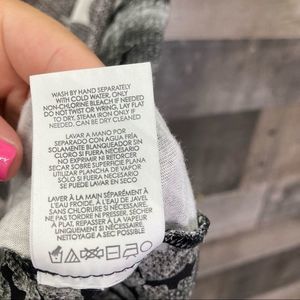 WASH BY HAND SEPARATELY
WITH COLD WATER. ONLY
NON-CHLORINE BLEACH IF NEEDED
DO NOT TWIST OR WRING, LAY FLAT
TO DRY. STEAM IRON ONLY IF
NEEDED. CAN BE DRY CLEANED
LAVAR A MANO POR
SEPARADO CON AGUA FRÍA
SOLAMENTE BLANQUEADOR SIN
CLORO SI FUERA NECESARIO
NO EXPRIMIR NI RETORCER
SECAR SOBRE SUPERFICIE PLANA
UTILICE PLANCHA A VAPOR
SÓLO SI FUERA NECESARIO
SE PUEDE LAVAR EN SECO
LAVER À LA MAIN SÉPARÉMENT À
L'EAU FROIDE, À L'EAU DE JAVEL
SANS CHLORURE SI NÉCESSAIRE. NE
PAS TORDRE NI PRESSER, SÉCHER
À PLAT, REPASSER À LA VAPEUR
UNIQUEMENT SI NÉCESSAIRE.
NETTOYAGE A SEC POSSIBLE